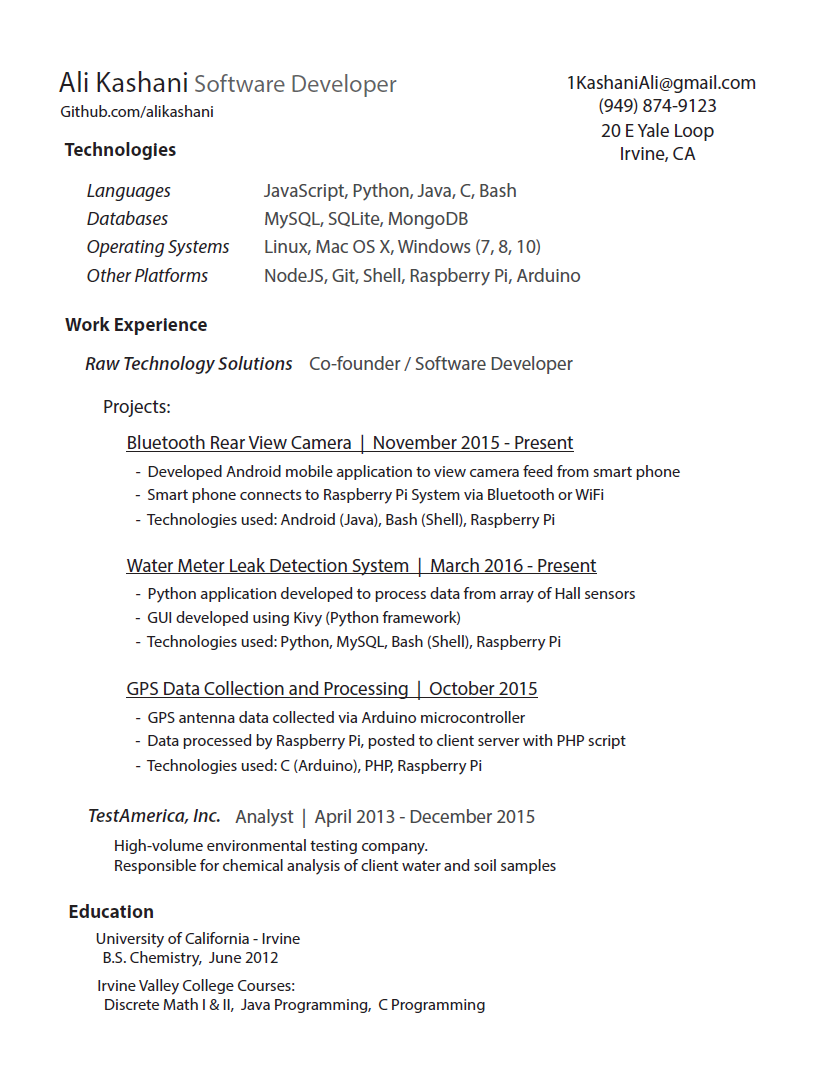 Ali Kashani Software Developer
Github.com/alikashani
1KashaniAli@gmail.com
(949) 874-9123
20 E Yale Loop
Irvine, CA
Technologies
Languages JavaScript, Python, Java, C, Bash
Databases MySQL, SQLite, MongoDB
Operating Systems Linux, Mac OS X, Windows (7, 8, 10)
Other Platforms NodeJS, Git, Shell, Raspberry Pi, Arduino
Work Experience
Raw Technology Solutions Co-founder / Software Developer
Projects:
Bluetooth Rear View Camera | November 2015 - Present
- Developed Android mobile application to view camera feed from smart phone
- Smart phone connects to Raspberry Pi System via Bluetooth or WiFi
- Technologies used: Android (Java), Bash (Shell), Raspberry Pi
Water Meter Leak Detection System | March 2016 - Present
- Python application developed to process data from array of Hall sensors
- GUI developed using Kivy (Python framework)
- Technologies used: Python, MySQL, Bash (Shell), Raspberry Pi
GPS Data Collection and Processing | October 2015
- GPS antenna data collected via Arduino microcontroller
- Data processed by Raspberry Pi, posted to client server with PHP script
- Technologies used: C (Arduino), PHP, Raspberry Pi
TestAmerica, Inc. Analyst | April 2013 - December 2015
High-volume environmental testing company.
Responsible for chemical analysis of client water and soil samples
Education
University of California - Irvine
B.S. Chemistry, June 2012
Irvine Valley College Courses:
Discrete Math I & II, Java Programming, C Programming